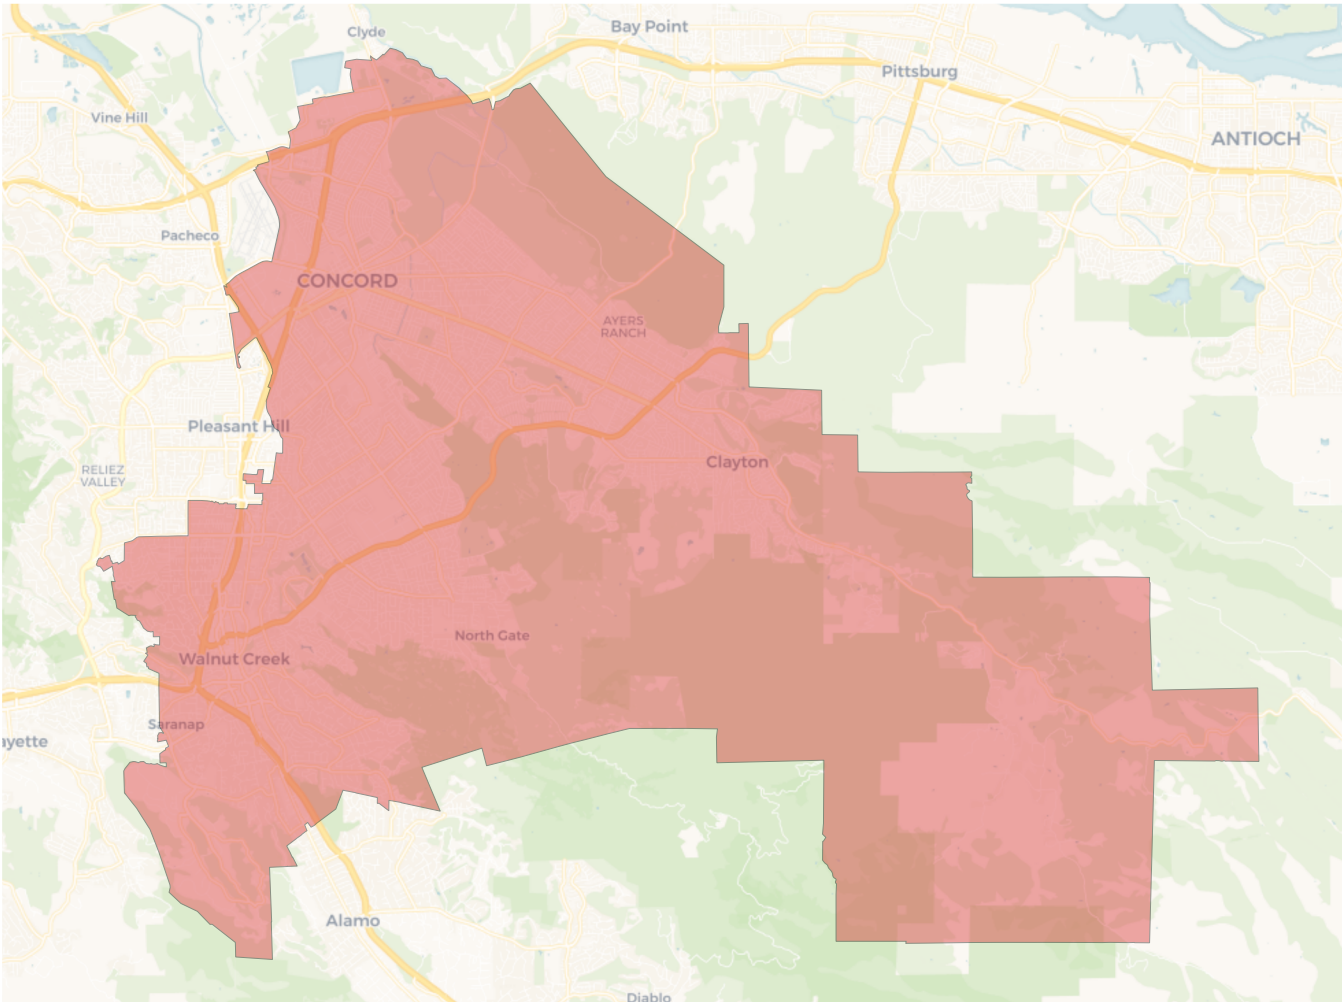 Clyde
Bay Point
Pittsburg
Vine Hill
ANTIOCH
Pacheco
CONCORD
AYERS
RANCH
Pleasant Hill
RELIEZ
VALLEY
Clayton
North Gate
Walnut Creek
Saranap
ayette
Alamo
Diablo